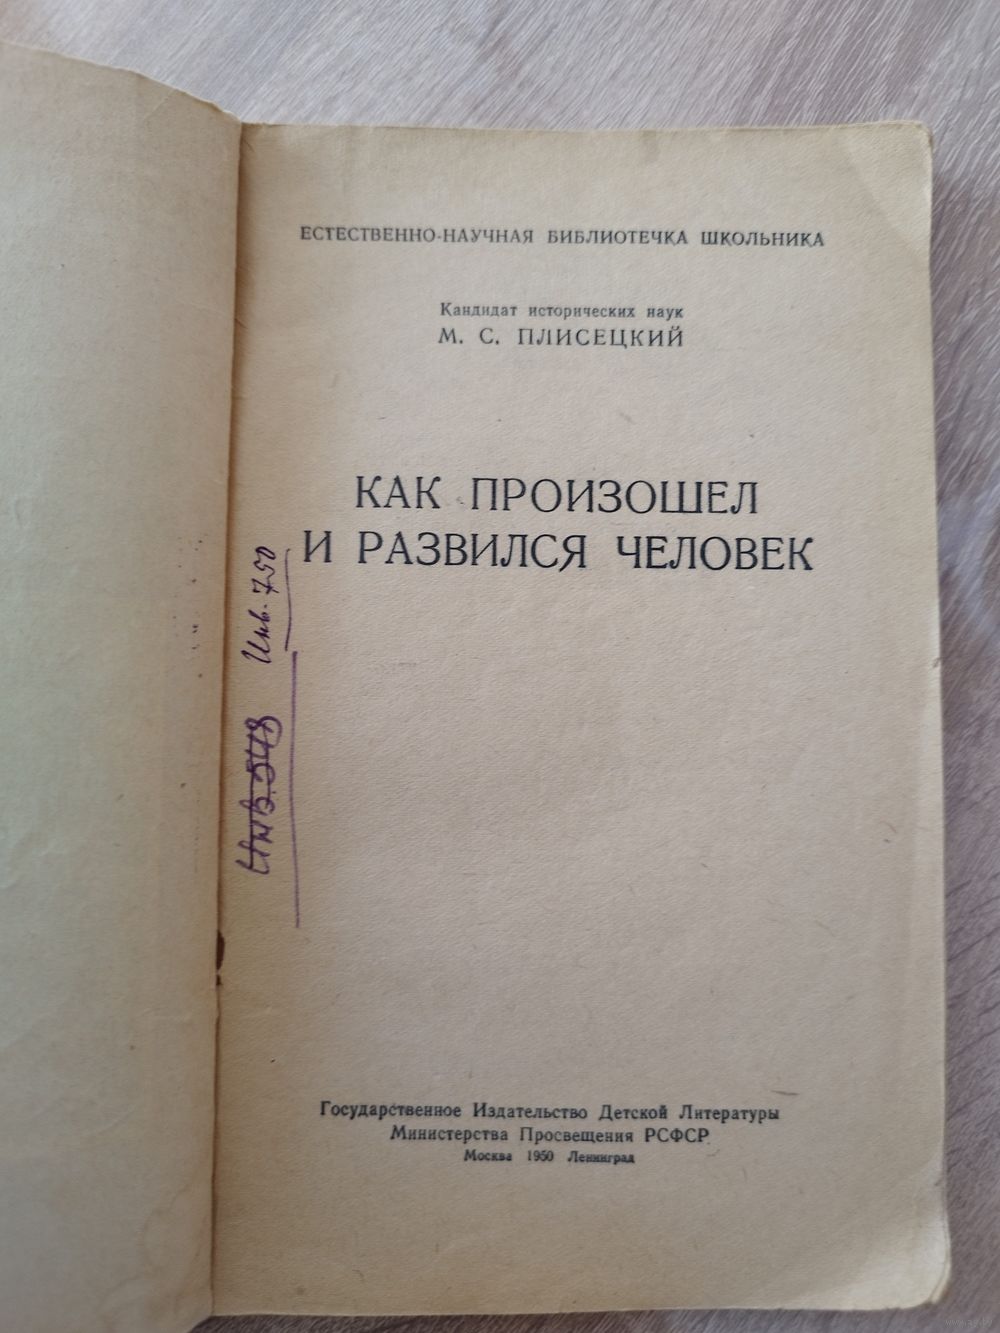 ЕСТЕСТВЕННО-НАУЧНАЯ БИБЛИОТЕЧКА ШКОЛЬНИКА
Кандидат исторических наук
М. С. ПЛИСЕЦКИЙ
КАК ПРОИЗОШЕЛ
И РАЗВИЛСЯ ЧЕЛОВЕК
Инв. 750
Государственное Издательство Детской Литературы
Министерства Просвещения РСФСР
Москва 1950 Ленинград